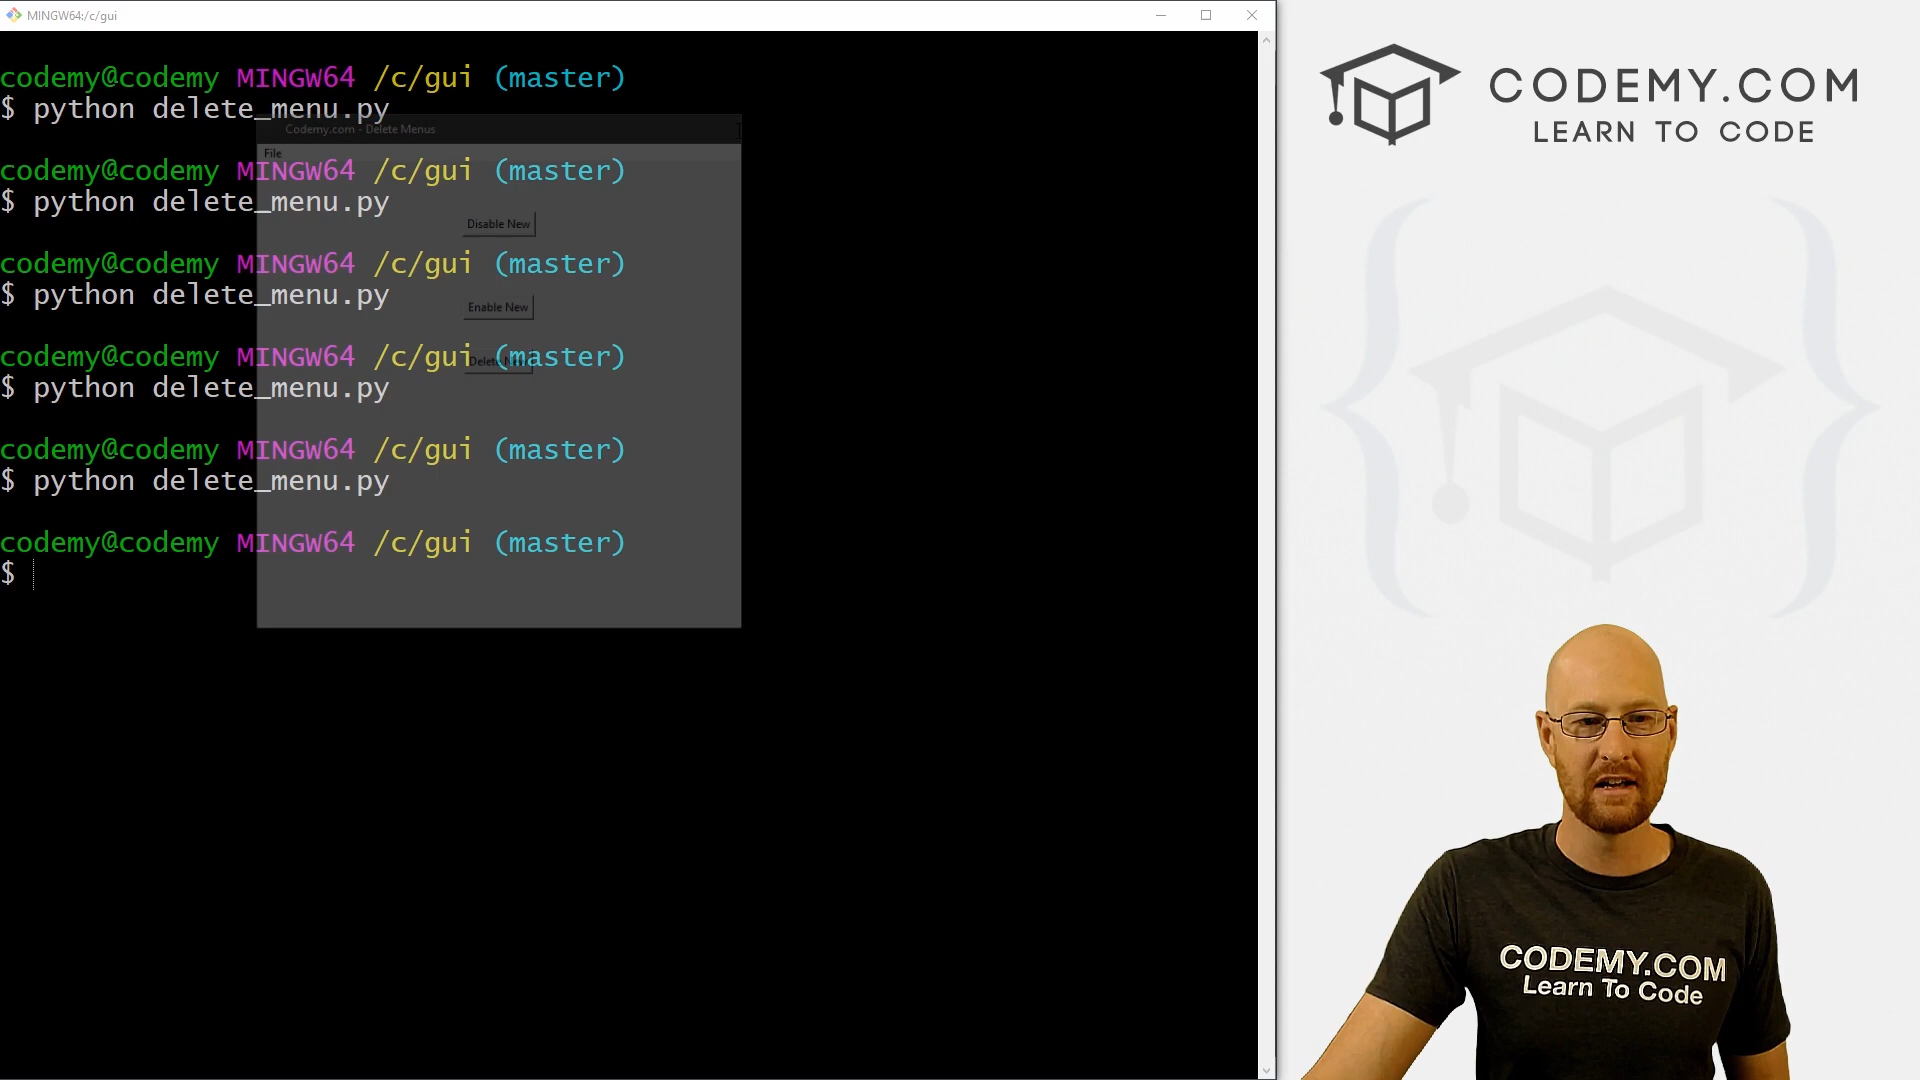 MINGW64:/c/gui
codemy@codemy MINGW64 /c/gui (master)
$ python delete_menu.py
Codemy.com - Delete Menus
File
codemy@codemy MINGW64 /c/gui (master)
$ python delete_menu.py
Disable New
codemy@codemy MINGW64 /c/gui (master)
$ python delete_menu.py
Enable New
codemy@codemy MINGW64 /c/gui (master)
Delete
$ python delete_menu.py
codemy@codemy MINGW64 /c/gui (master)
$ python delete_menu.py
codemy@codemy MINGW64 /c/gui (master)
$
CODEMY.COM
LEARN TO CODE
CODEMY.COM
Learn To Code